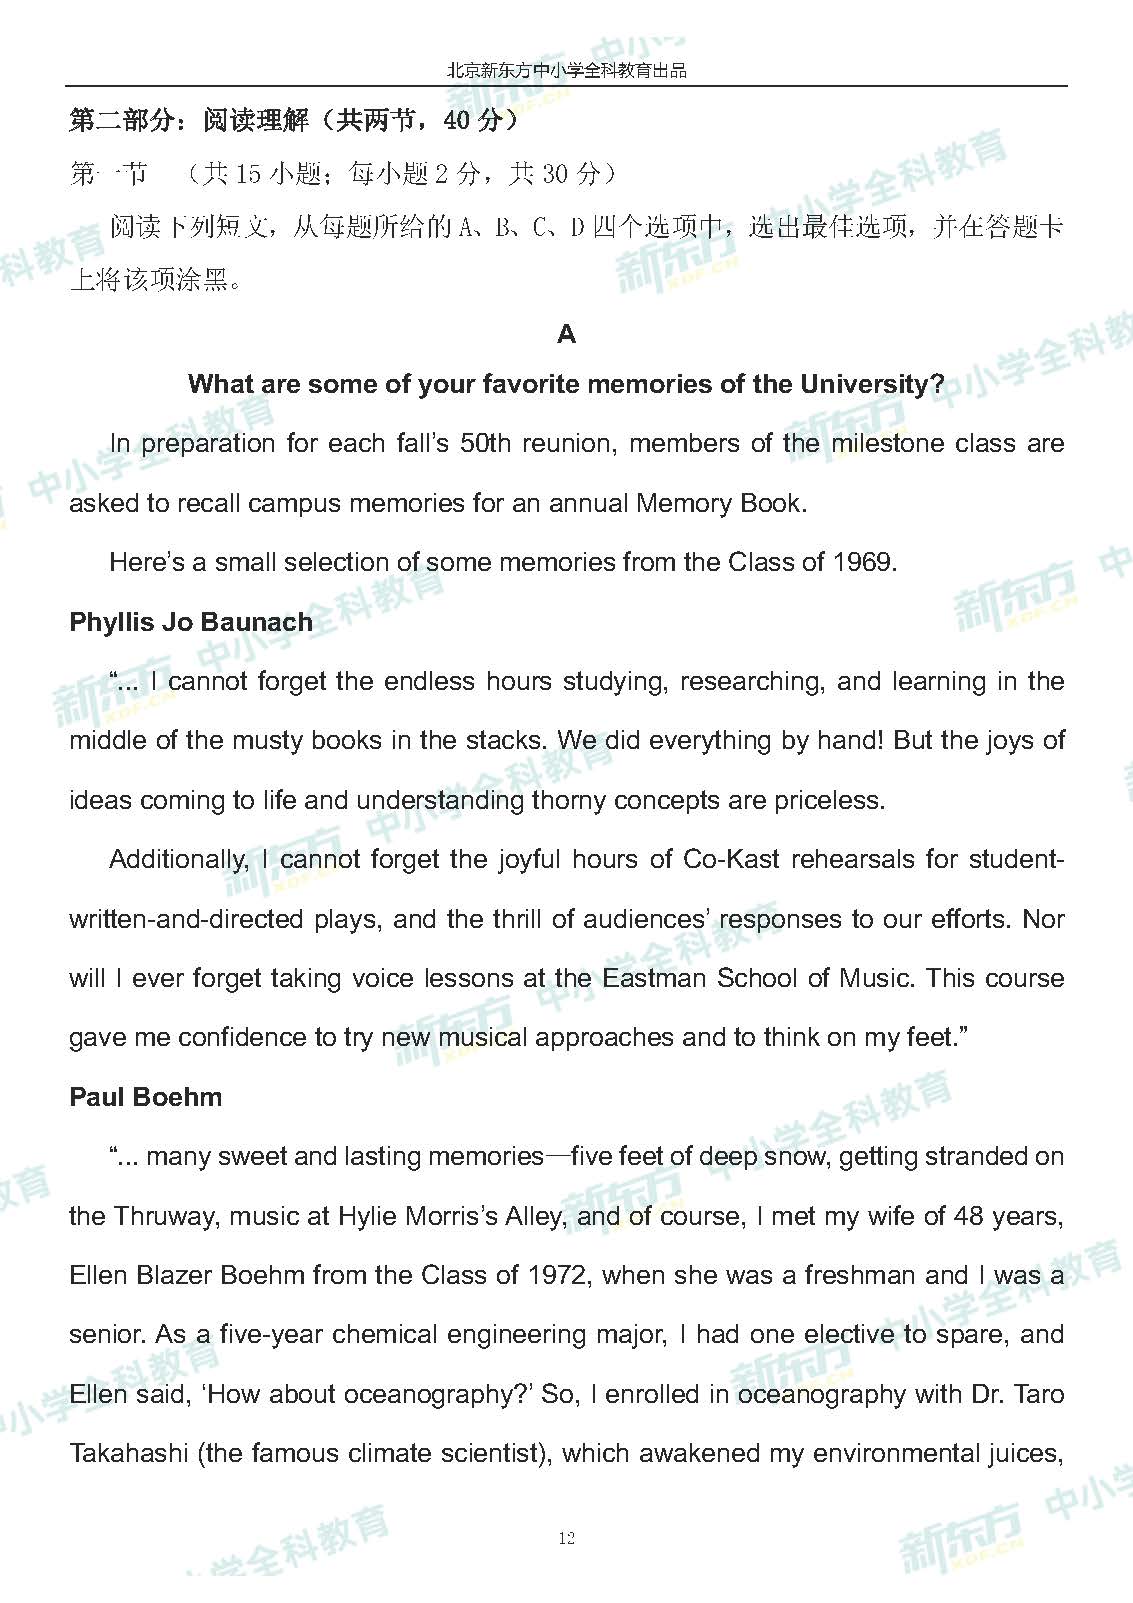 北京新东方中小学全科教育出品
第二部分：阅读理解（共两节，40 分）
第一节 （共 15 小题；每小题 2 分，共 30 分）
阅读下列短文，从每题所给的 A、B、C、D 四个选项中，选出最佳选项，并在答题卡
上将该项涂黑。
A
What are some of your favorite memories of the University?
In preparation for each fall’s 50th reunion, members of the milestone class are
asked to recall campus memories for an annual Memory Book.
Here’s a small selection of some memories from the Class of 1969.
Phyllis Jo Baunach
“... I cannot forget the endless hours studying, researching, and learning in the
middle of the musty books in the stacks. We did everything by hand! But the joys of
ideas coming to life and understanding thorny concepts are priceless.
Additionally, I cannot forget the joyful hours of Co-Kast rehearsals for student-
written-and-directed plays, and the thrill of audiences’ responses to our efforts. Nor
will I ever forget taking voice lessons at the Eastman School of Music. This course
gave me confidence to try new musical approaches and to think on my feet.”
Paul Boehm
“... many sweet and lasting memories—five feet of deep snow, getting stranded on
the Thruway, music at Hylie Morris’s Alley, and of course, I met my wife of 48 years,
Ellen Blazer Boehm from the Class of 1972, when she was a freshman and I was a
senior. As a five-year chemical engineering major, I had one elective to spare, and
Ellen said, ‘How about oceanography?’ So, I enrolled in oceanography with Dr. Taro
Takahashi (the famous climate scientist), which awakened my environmental juices,
12